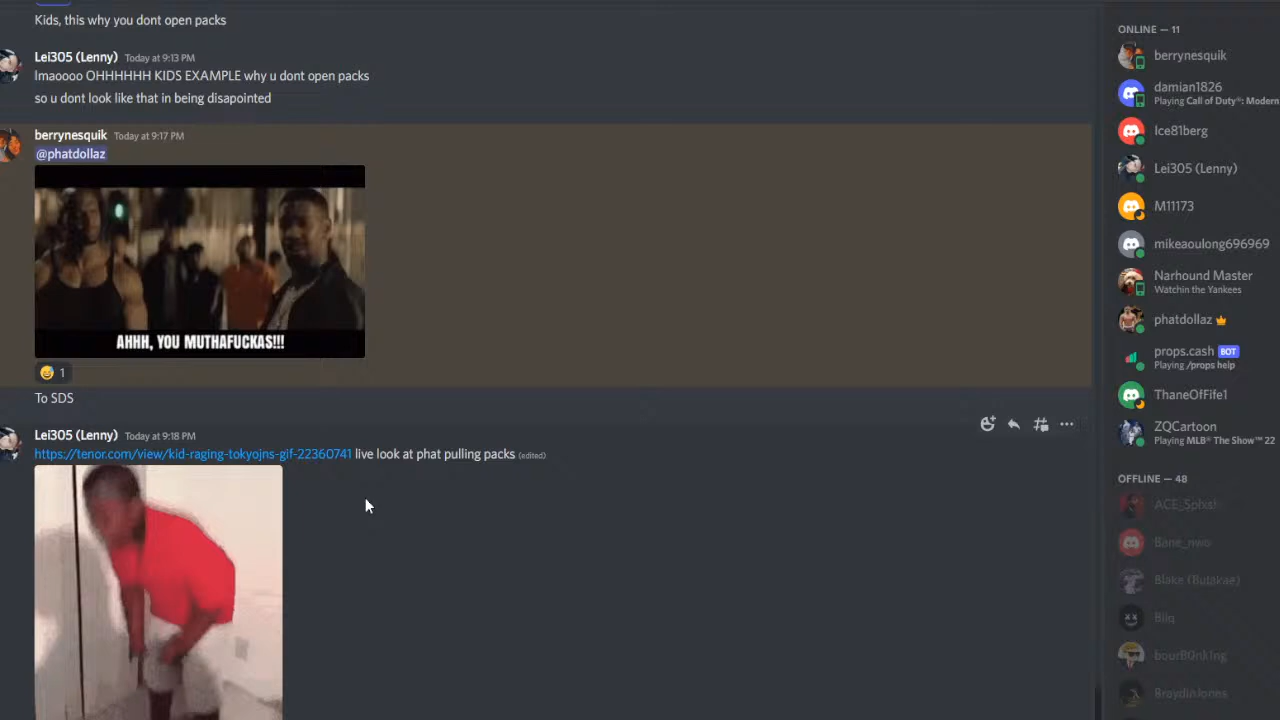 Kids, this why you dont open packs
Lei305 (Lenny) Today at 9:13 PM
lmaoooo OHHHHHH KIDS EXAMPLE why u dont open packs
so u dont look like that in being disapointed
berrynesquik Today at 9:17 PM
@phatdollaz
AHHH, YOU MUTHAFUCKAS!!!
1
To SDS
Lei305 (Lenny) Today at 9:18 PM
https://tenor.com/view/kid-raging-tokyojns-gif-22360741 live look at phat pulling packs (edited)
ONLINE — 11
berrynesquik
damian1826
Playing Call of Duty®: Modern
Ice81berg
Lei305 (Lenny)
M11173
mikeaoulong696969
Narhound Master
Watchin the Yankees
phatdollaz
props.cash BOT
Playing /props help
ThaneOfFife1
ZQCartoon
Playing MLB® The Show™ 22
OFFLINE — 48
Bane_nwo
Blake (Butakae)